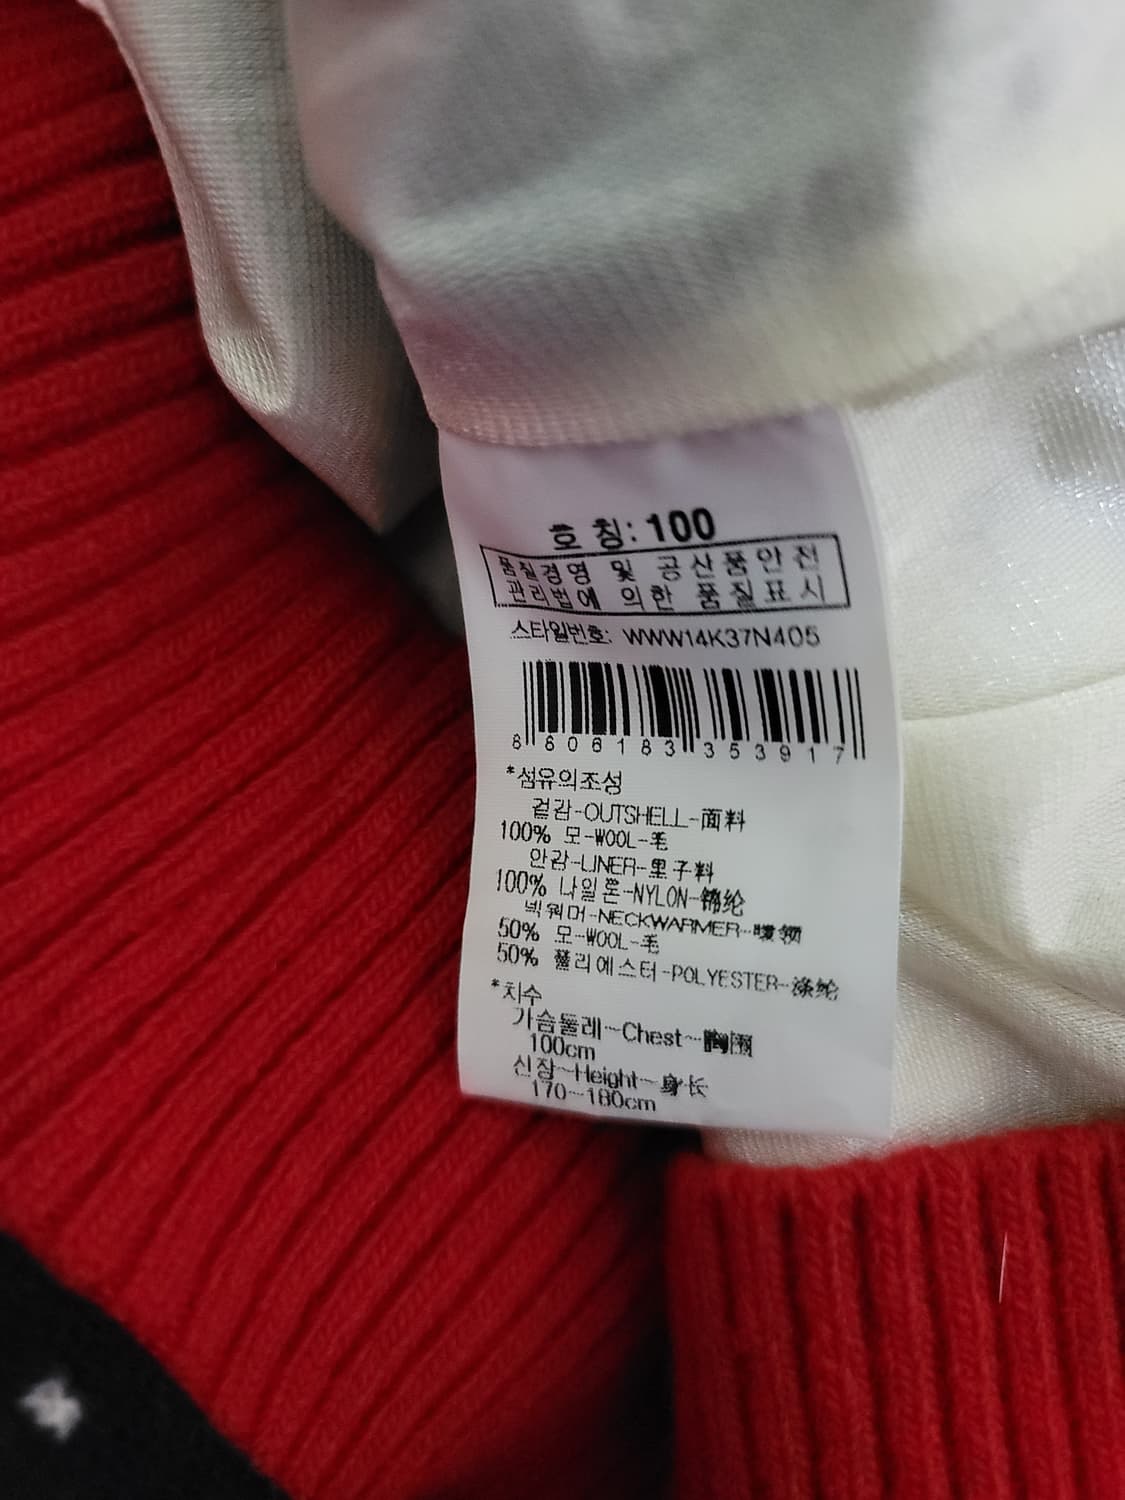 호 칭: 100
품질경영 및 공산품안전
관리법에 의한 품질표시
스타일번호: WWW14K37N405
8 806183 353917
*섬유의조성
겉감-OUTSHELL-面料
100% 모-WOOL-毛
안감-LINER-里子料
100% 나일론-NYLON-锦纶
넥워머-NECKWARMER-暖领
50% 모-WOOL-毛
50% 폴리에스터-POLYESTER-涤纶
*치수
가슴둘레-Chest-胸围
100cm
신장-Height-身长
170-180cm